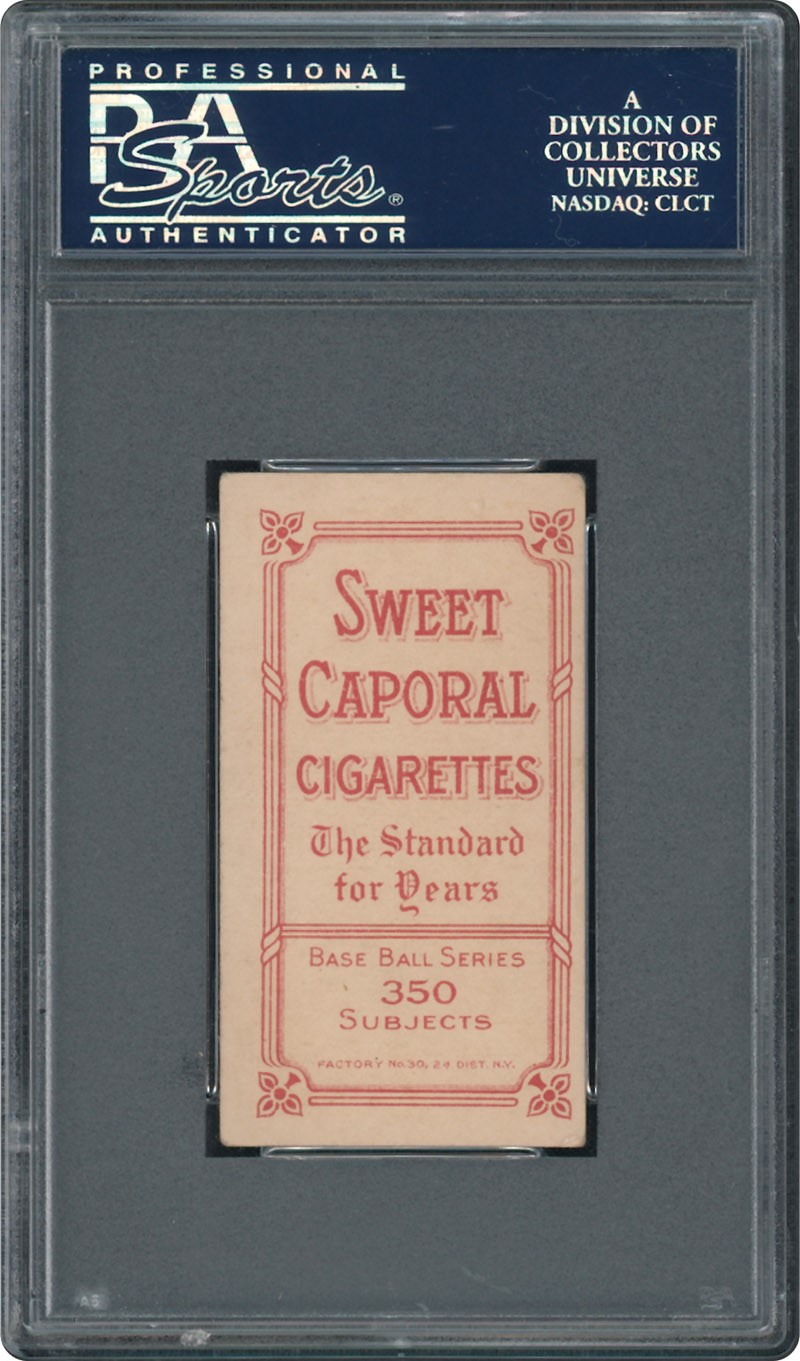 PROFESSIONAL
PSA
Sports®
AUTHENTICATOR
A
DIVISION OF
COLLECTORS
UNIVERSE
NASDAQ: CLCT
SWEET
CAPORAL
CIGARETTES
The Standard
for Years
BASE BALL SERIES
350
SUBJECTS
FACTORY No. 30, 2d DIST. N.Y.